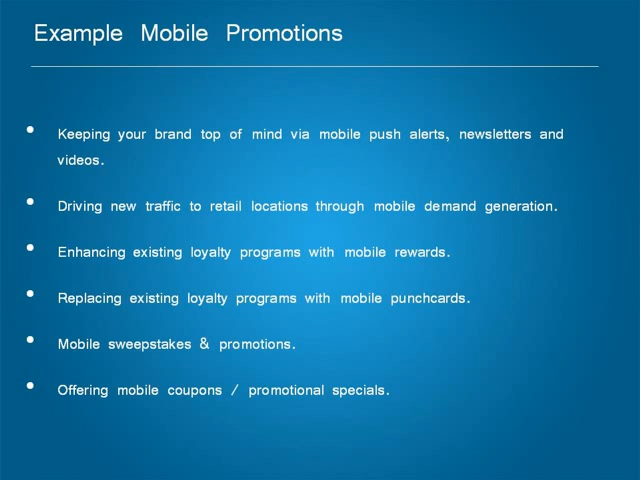 Example Mobile Promotions
• Keeping your brand top of mind via mobile push alerts, newsletters and
videos.
• Driving new traffic to retail locations through mobile demand generation.
• Enhancing existing loyalty programs with mobile rewards.
• Replacing existing loyalty programs with mobile punchcards.
• Mobile sweepstakes & promotions.
• Offering mobile coupons / promotional specials.